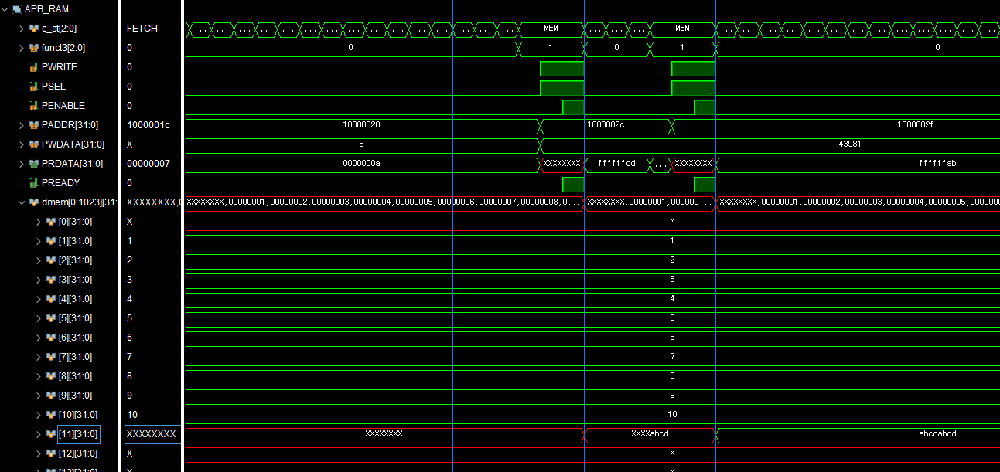 APB_RAM
c_st[2:0] FETCH ... ... ... ... ... ... ... ... ... ... ... ... ... ... ... MEM ... ... ... MEM ... ... ... ... ... ... ... ... ... ... ... ... ...
funct3[2:0] 0 0 1 0 1 0
PWRITE 0
PSEL 0
PENABLE 0
PADDR[31:0] 1000001c 10000028 1000002c 1000002f
PWDATA[31:0] X 8 43981
PRDATA[31:0] 00000007 0000000a XXXXXXXX ffffffcd ... XXXXXXXX ffffffab
PREADY 0
dmem[0:1023][31: XXXXXXXX, XXXXXXXX,00000001,00000002,00000003,00000004,00000005,00000006,00000007,00000008,0... XXXXXXXX,00000001,000000... XXXXXXXX,00000001,00000002,00000003,00000004,00000005,0000000
[0][31:0] X X
[1][31:0] 1 1
[2][31:0] 2 2
[3][31:0] 3 3
[4][31:0] 4 4
[5][31:0] 5 5
[6][31:0] 6 6
[7][31:0] 7 7
[8][31:0] 8 8
[9][31:0] 9 9
[10][31:0] 10 10
[11][31:0] XXXXXXXX XXXXXXXX XXXXabcd abcdabcd
[12][31:0] X X